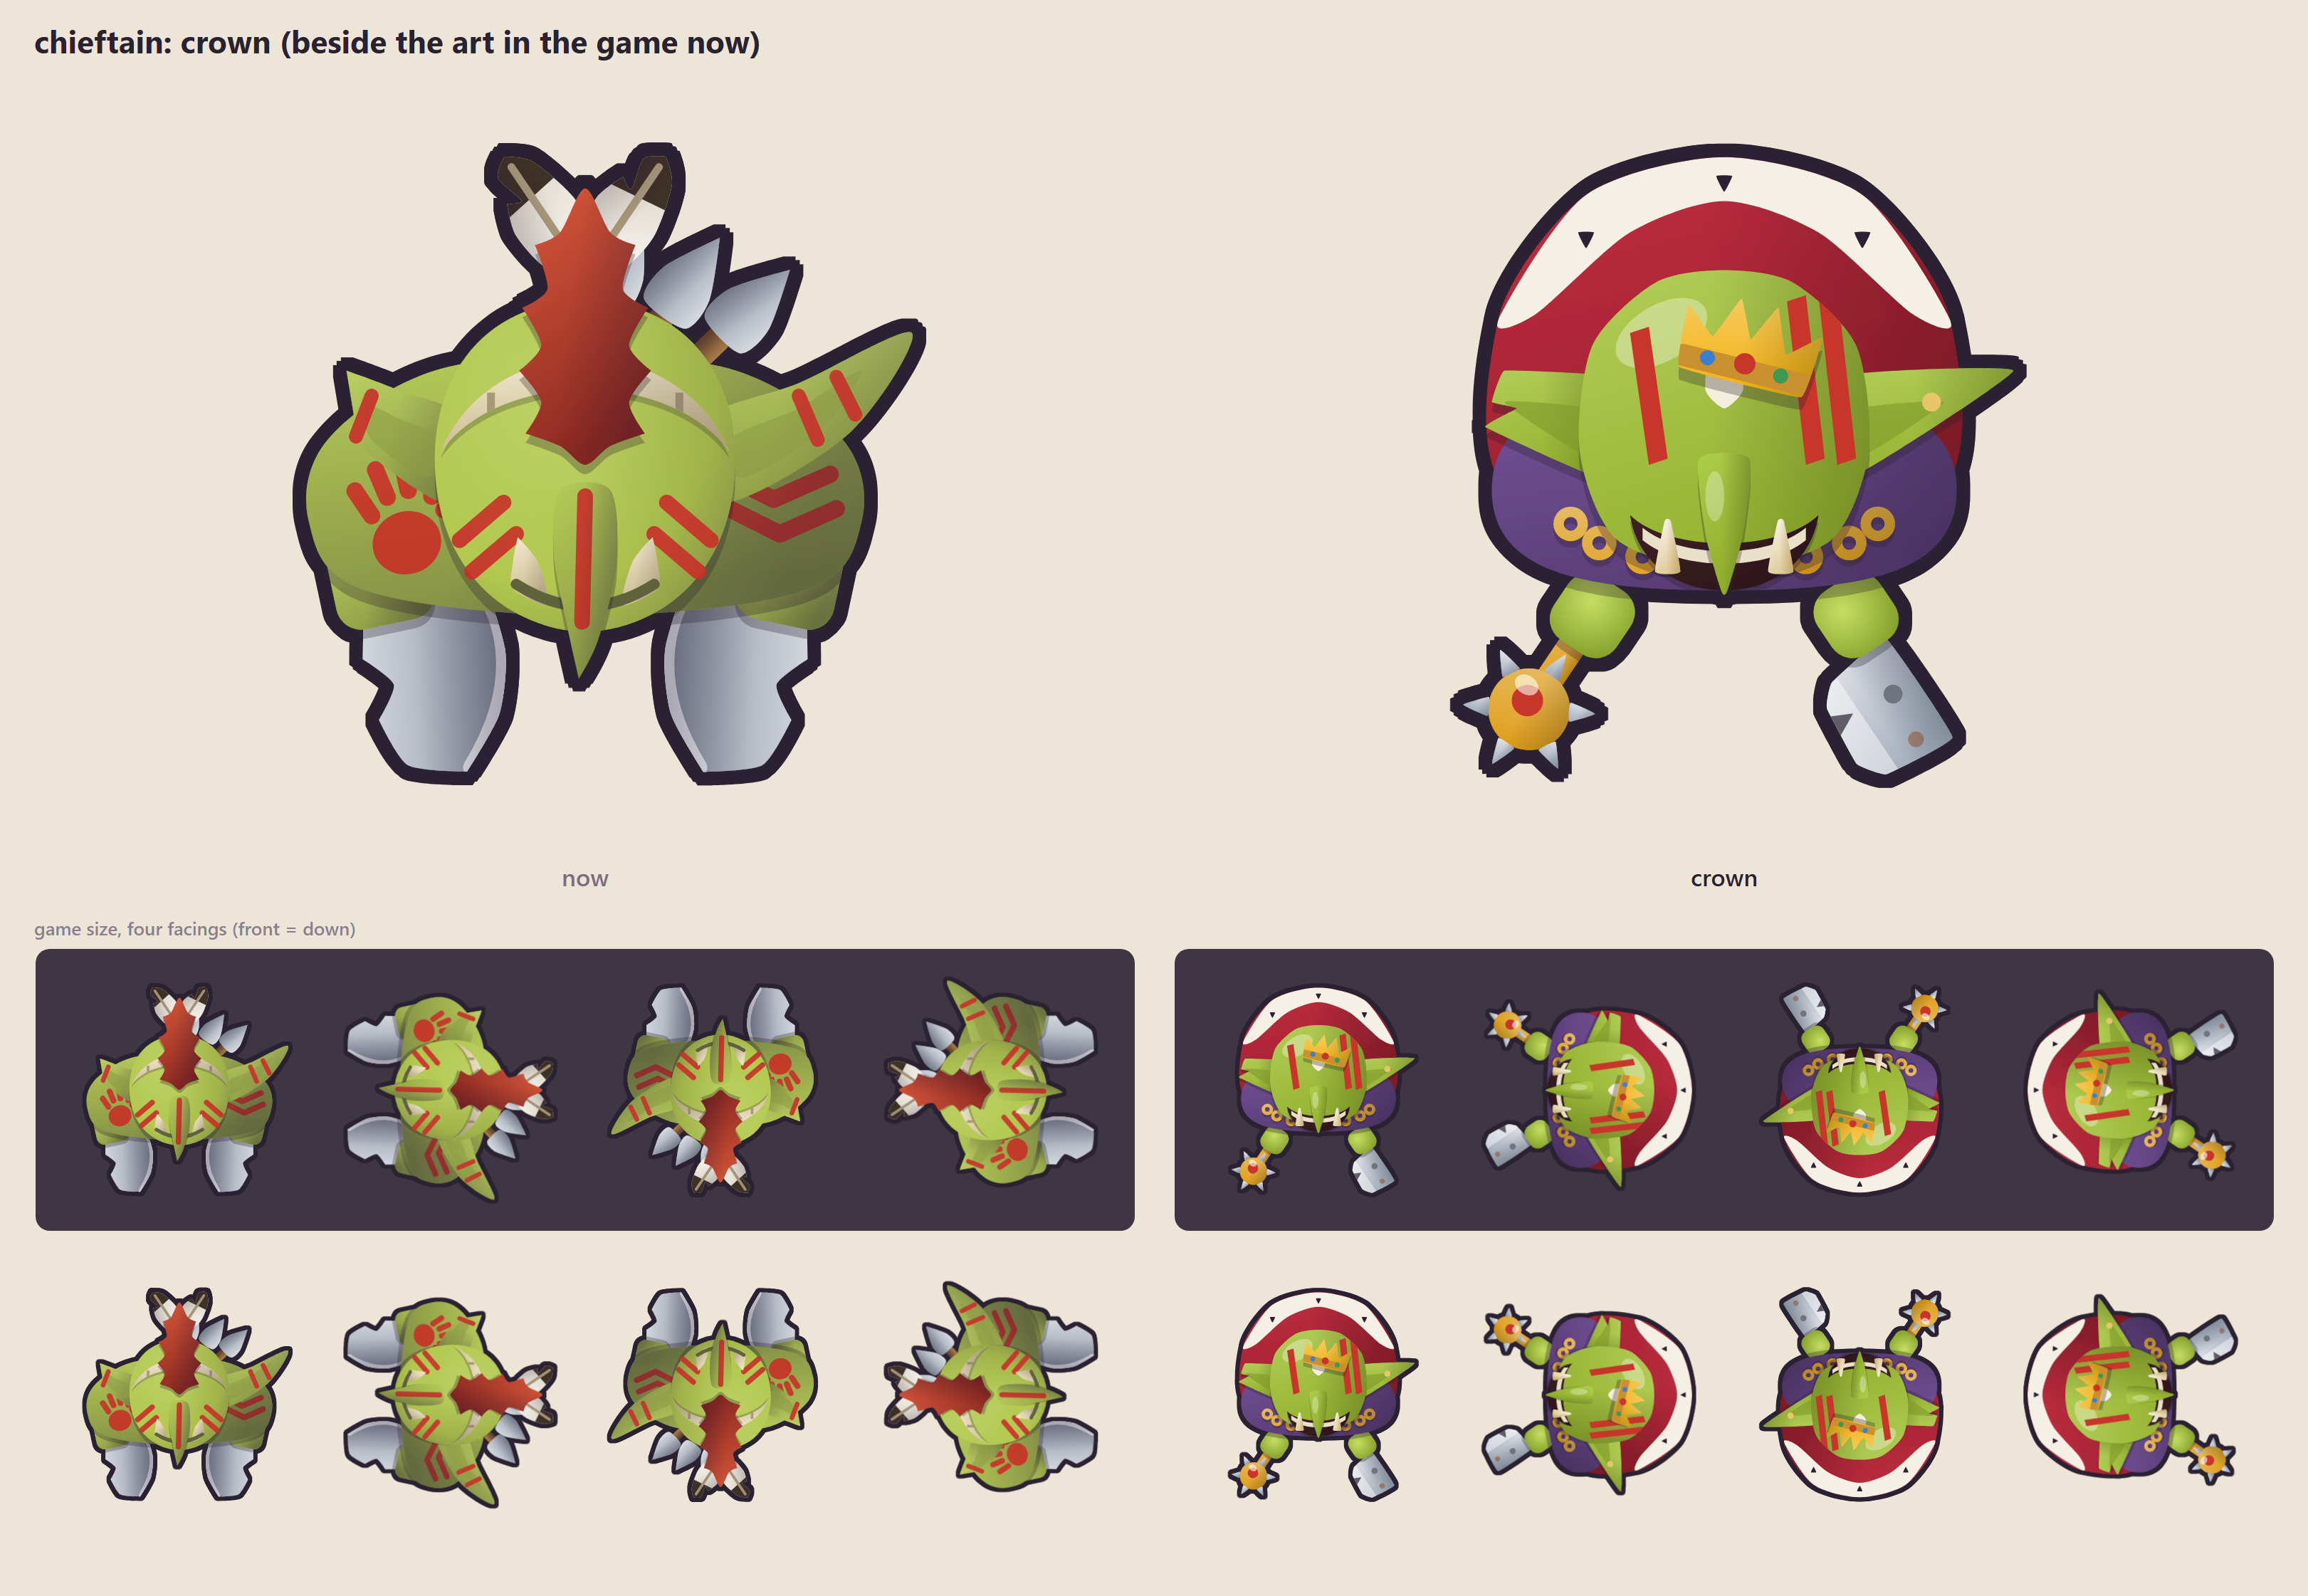 chieftain: crown (beside the art in the game now)
now
crown
game size, four facings (front = down)